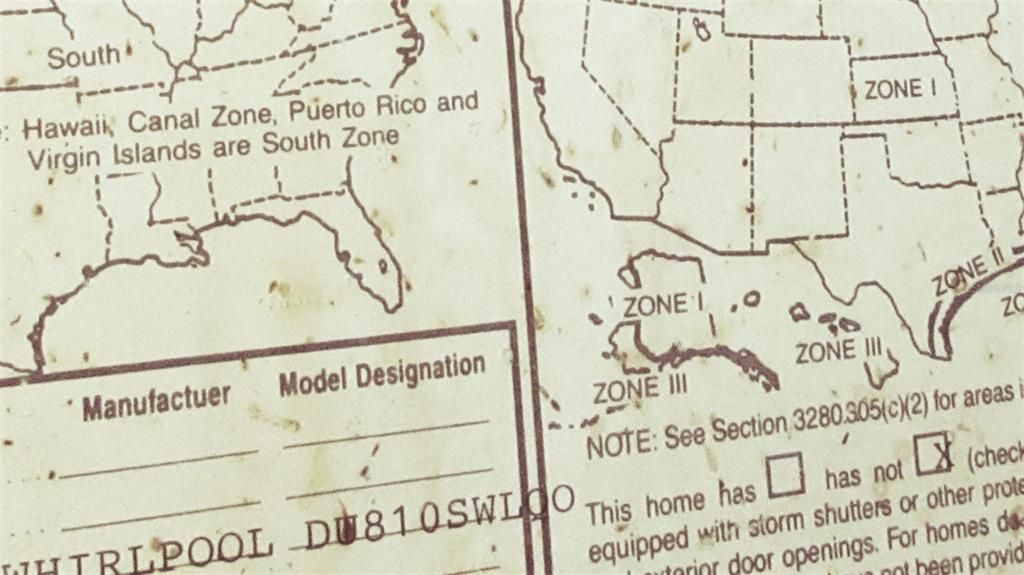 South
: Hawaii, Canal Zone, Puerto Rico and
Virgin Islands are South Zone
Manufactuer Model Designation
WHIRLPOOL DU810SWLOO
ZONE I
ZONE II
ZONE I
ZONE III
ZONE III
NOTE: See Section 3280.305(c)(2) for areas
This home has has not X (check
equipped with storm shutters or other
exterior door openings. For homes
not been